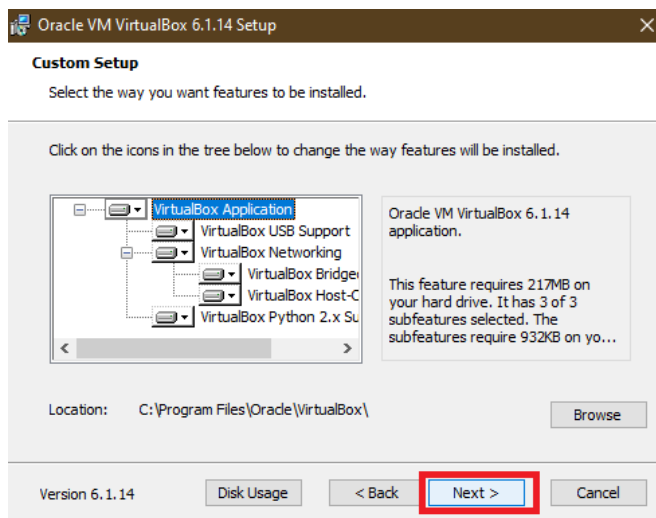 Oracle VM VirtualBox 6.1.14 Setup
Custom Setup
Select the way you want features to be installed.
Click on the icons in the tree below to change the way features will be installed.
VirtualBox Application
VirtualBox USB Support
VirtualBox Networking
VirtualBox Bridge
VirtualBox Host-C
VirtualBox Python 2.x Su
Oracle VM VirtualBox 6.1.14
application.
This feature requires 217MB on
your hard drive. It has 3 of 3
subfeatures selected. The
subfeatures require 932KB on yo...
Location: C:\Program Files\Oracle\VirtualBox\
Browse
Version 6.1.14
Disk Usage
< Back
Next >
Cancel